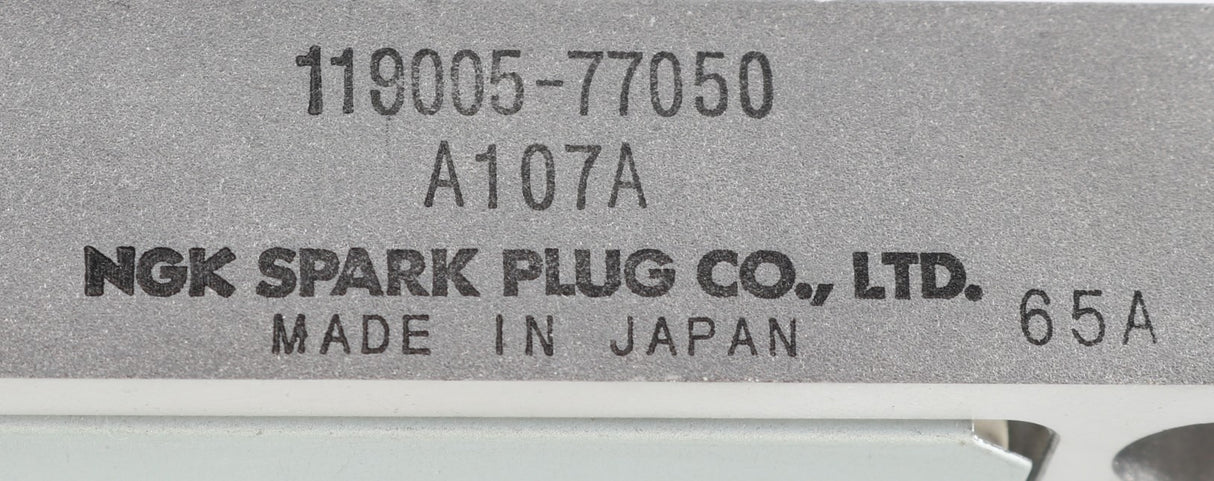 119005-77050
A107A
NGK SPARK PLUG CO., LTD.
MADE IN JAPAN
65A